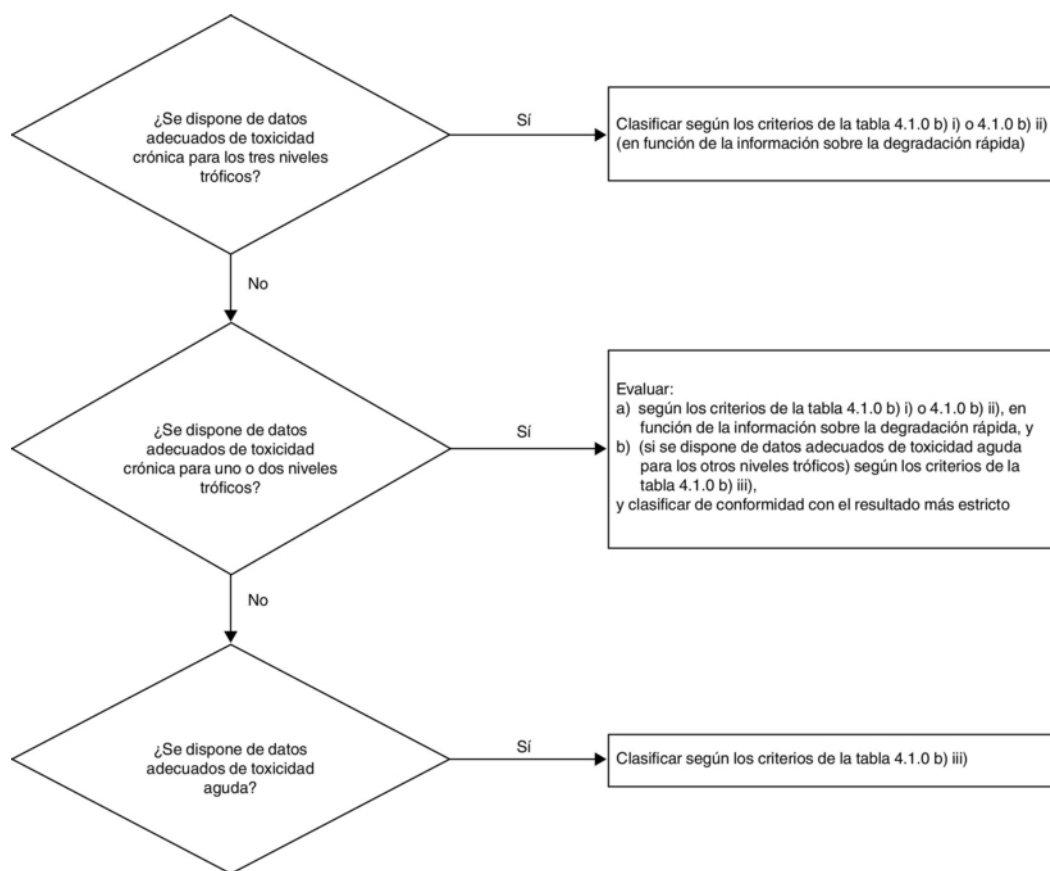 ¿Se dispone de datos
adecuados de toxicidad
crónica para los tres niveles
tróficos?
Sí
Clasificar según los criterios de la tabla 4.1.0 b) i) o 4.1.0 b) ii)
(en función de la información sobre la degradación rápida)
No
¿Se dispone de datos
adecuados de toxicidad
crónica para uno o dos niveles
tróficos?
Sí
Evaluar:
a) según los criterios de la tabla 4.1.0 b) i) o 4.1.0 b) ii), en
función de la información sobre la degradación rápida, y
b) (si se dispone de datos adecuados de toxicidad aguda
para los otros niveles tróficos) según los criterios de la
tabla 4.1.0 b) iii),
y clasificar de conformidad con el resultado más estricto
No
¿Se dispone de datos
adecuados de toxicidad
aguda?
Sí
Clasificar según los criterios de la tabla 4.1.0 b) iii)